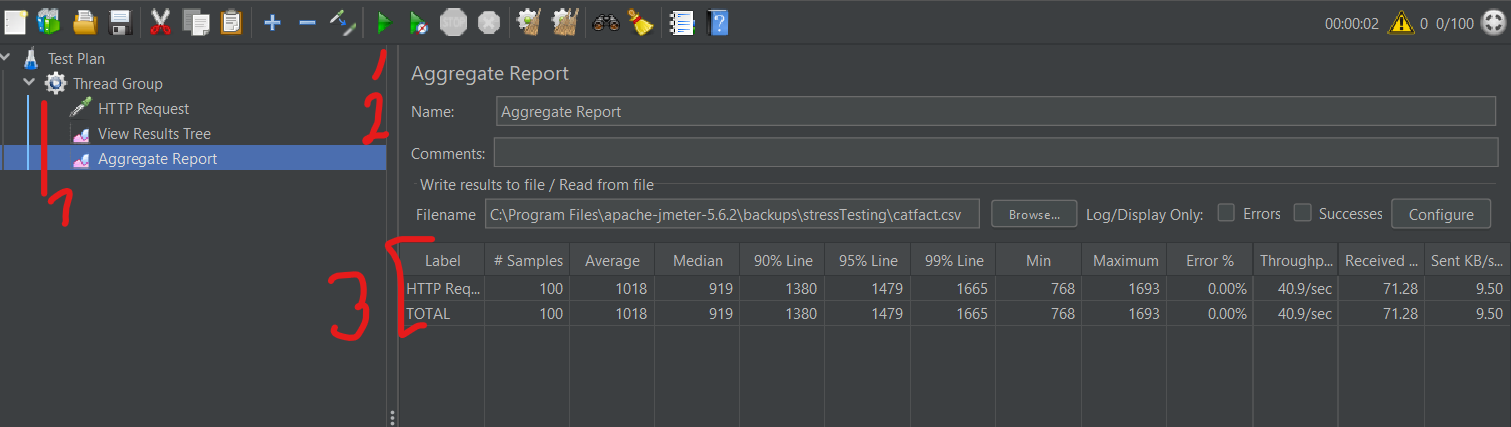 STOP
00:00:02 0 0/100
Test Plan
Thread Group
HTTP Request
View Results Tree
Aggregate Report
1
2
3
Aggregate Report
Name: Aggregate Report
Comments:
Write results to file / Read from file
Filename C:\Program Files\apache-jmeter-5.6.2\backups\stressTesting\catfact.csv Browse... Log/Display Only: Errors Successes Configure
Label # Samples Average Median 90% Line 95% Line 99% Line Min Maximum Error % Throughp... Received ... Sent KB/s...
HTTP Req... 100 1018 919 1380 1479 1665 768 1693 0.00% 40.9/sec 71.28 9.50
TOTAL 100 1018 919 1380 1479 1665 768 1693 0.00% 40.9/sec 71.28 9.50